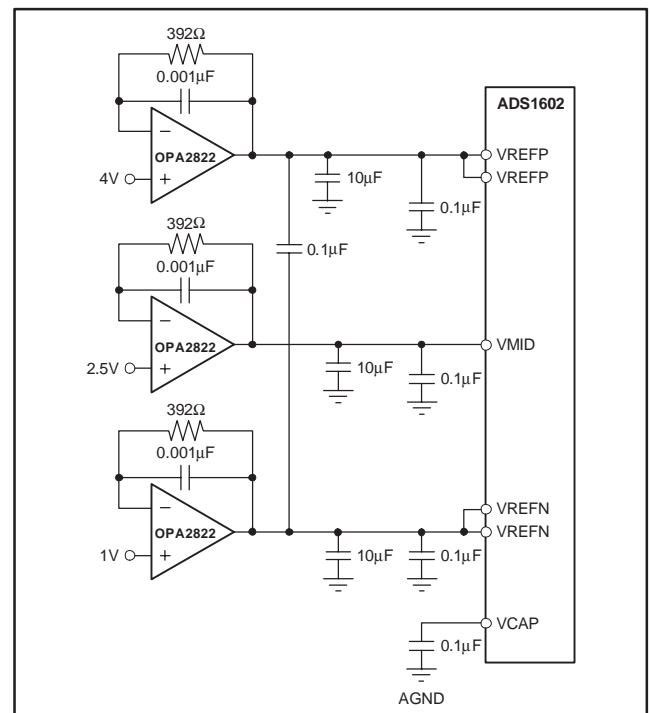 392Ω
0.001µF
ADS1602
−
OPA2822
+
4V
VREFP
VREFP
10µF
0.1µF
0.1µF
392Ω
0.001µF
−
OPA2822
+
2.5V
VMID
10µF
0.1µF
392Ω
0.001µF
−
OPA2822
+
1V
VREFN
VREFN
10µF
0.1µF
VCAP
0.1µF
AGND